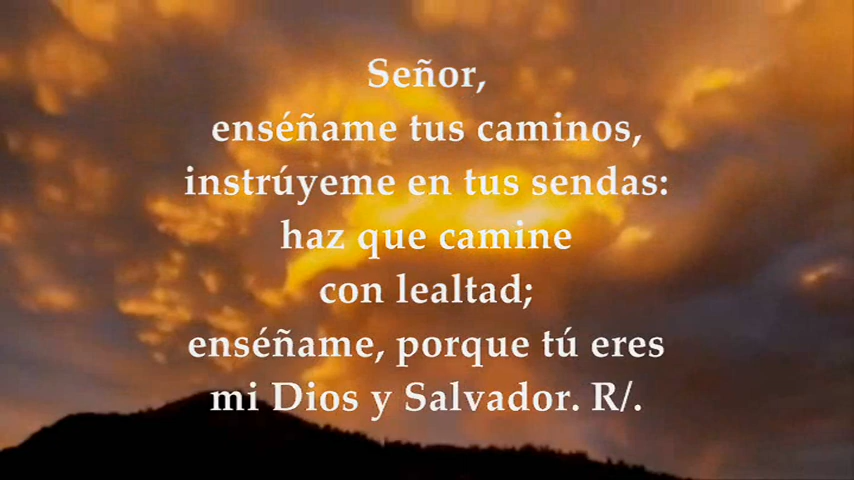 Señor,
enséñame tus caminos,
instrúyeme en tus sendas:
haz que camine
con lealtad;
enséñame, porque tú eres
mi Dios y Salvador. R/.